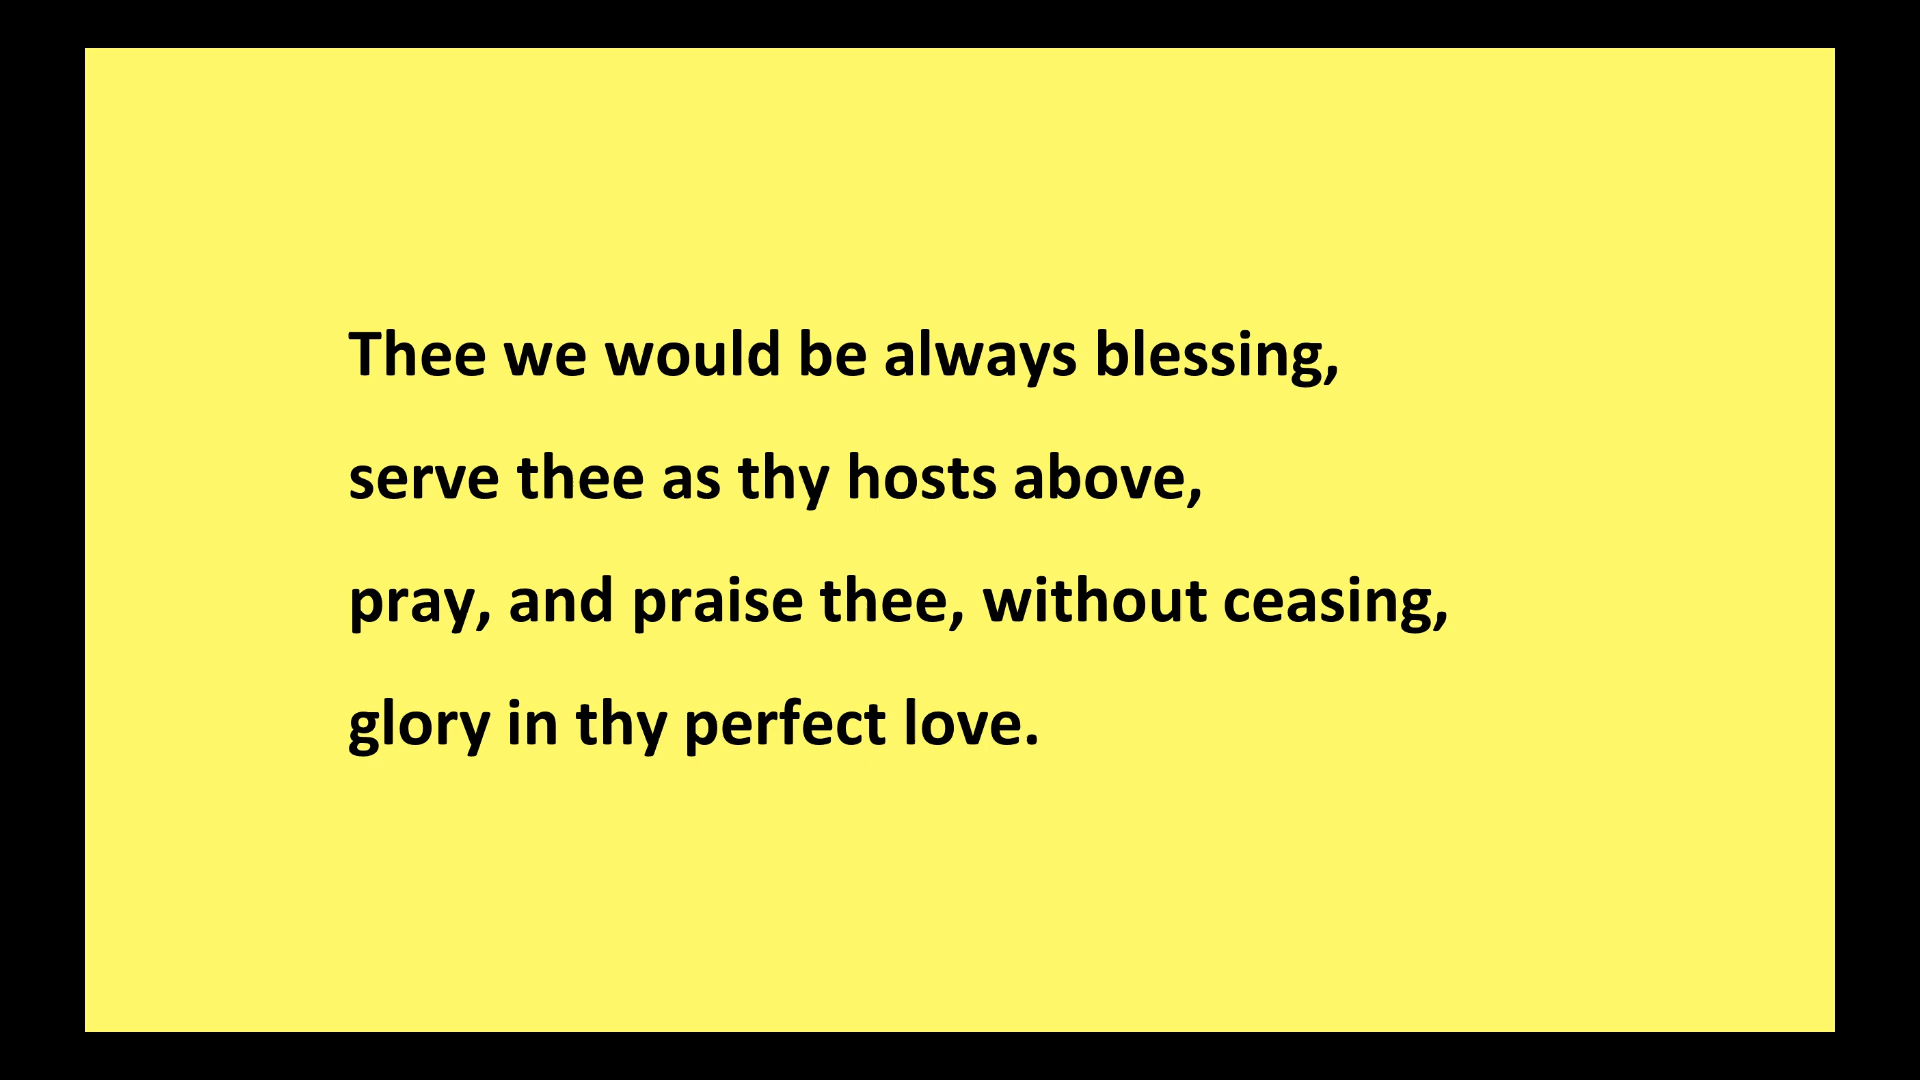 Thee we would be always blessing,
serve thee as thy hosts above,
pray, and praise thee, without ceasing,
glory in thy perfect love.